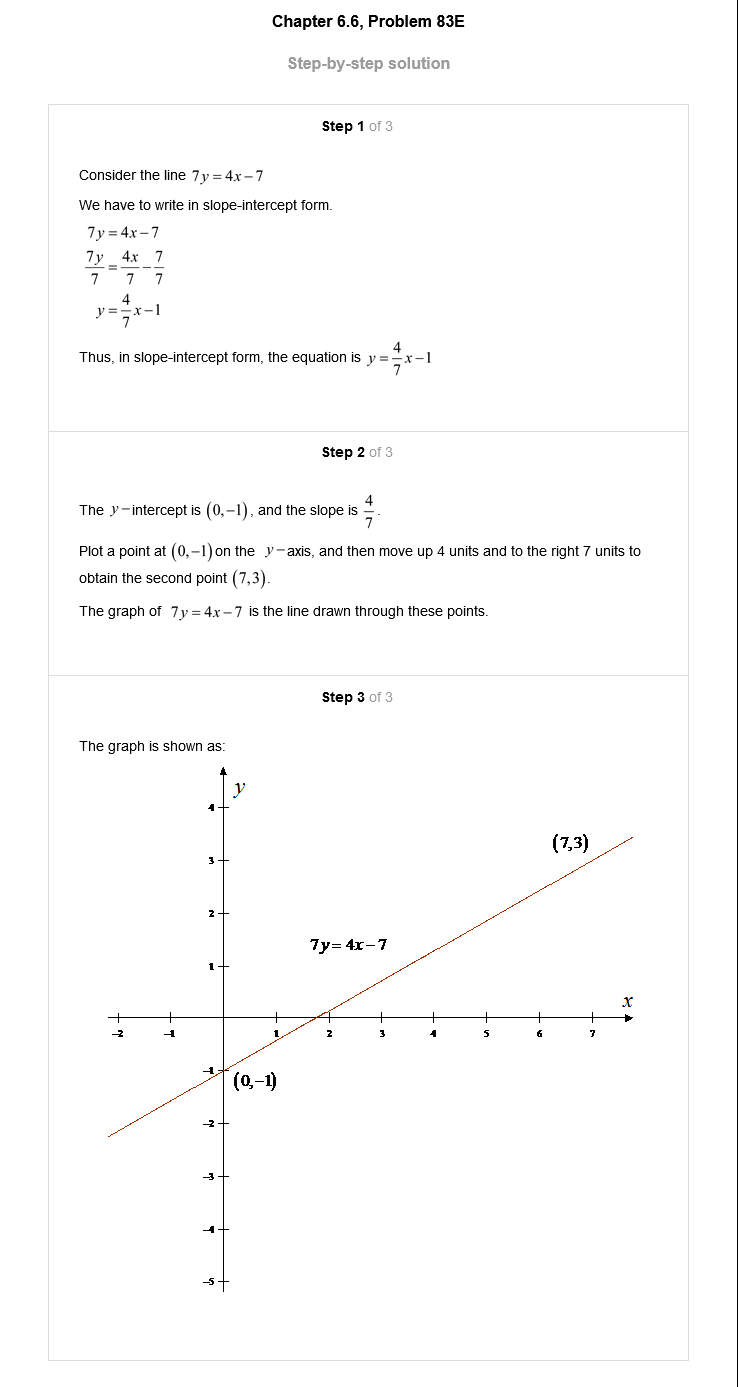 Chapter 6.6, Problem 83E
Step-by-step solution
Step 1 of 3
Consider the line 7y = 4x − 7
We have to write in slope-intercept form.
7y = 4x − 7
7y/7 = 4x/7 − 7/7
y = 4/7 x − 1
Thus, in slope-intercept form, the equation is y = 4/7 x − 1
Step 2 of 3
The y−intercept is (0,−1), and the slope is 4/7.
Plot a point at (0,−1) on the y−axis, and then move up 4 units and to the right 7 units to
obtain the second point (7,3).
The graph of 7y = 4x − 7 is the line drawn through these points.
Step 3 of 3
The graph is shown as:
y
4
(7,3)
3
2
7y= 4x−7
1
x
−2 −1 1 2 3 4 5 6 7
−1
(0,−1)
−2
−3
−4
−5